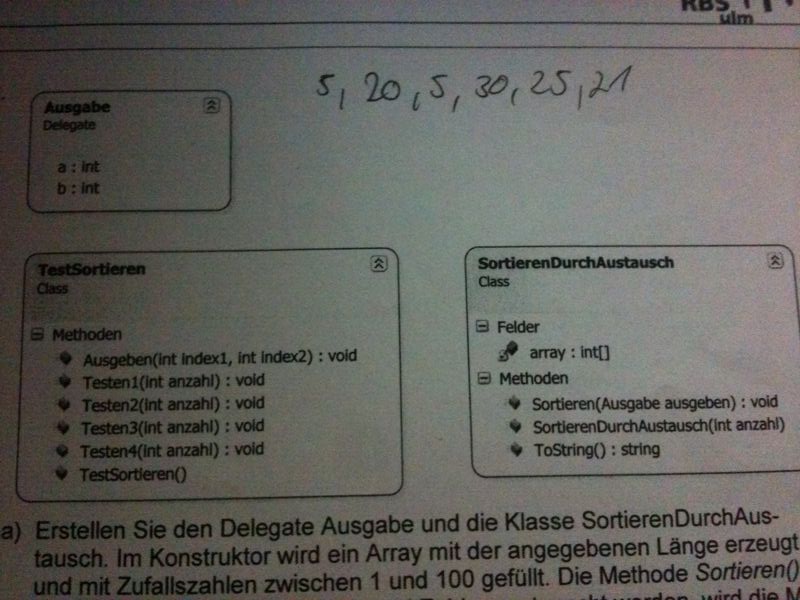 RBS
ulm
5, 20, 5, 30, 25, 21
Ausgabe
Delegate
a : int
b : int
TestSortieren
Class
Methoden
Ausgeben(int index1, int index2) : void
Testen1(int anzahl) : void
Testen2(int anzahl) : void
Testen3(int anzahl) : void
Testen4(int anzahl) : void
TestSortieren()
SortierenDurchAustausch
Class
Felder
array : int[]
Methoden
Sortieren(Ausgabe ausgeben) : void
SortierenDurchAustausch(int anzahl)
ToString() : string
a) Erstellen Sie den Delegate Ausgabe und die Klasse SortierenDurchAus-
tausch. Im Konstruktor wird ein Array mit der angegebenen Länge erzeugt
und mit Zufallszahlen zwischen 1 und 100 gefüllt. Die Methode Sortieren()
wird die